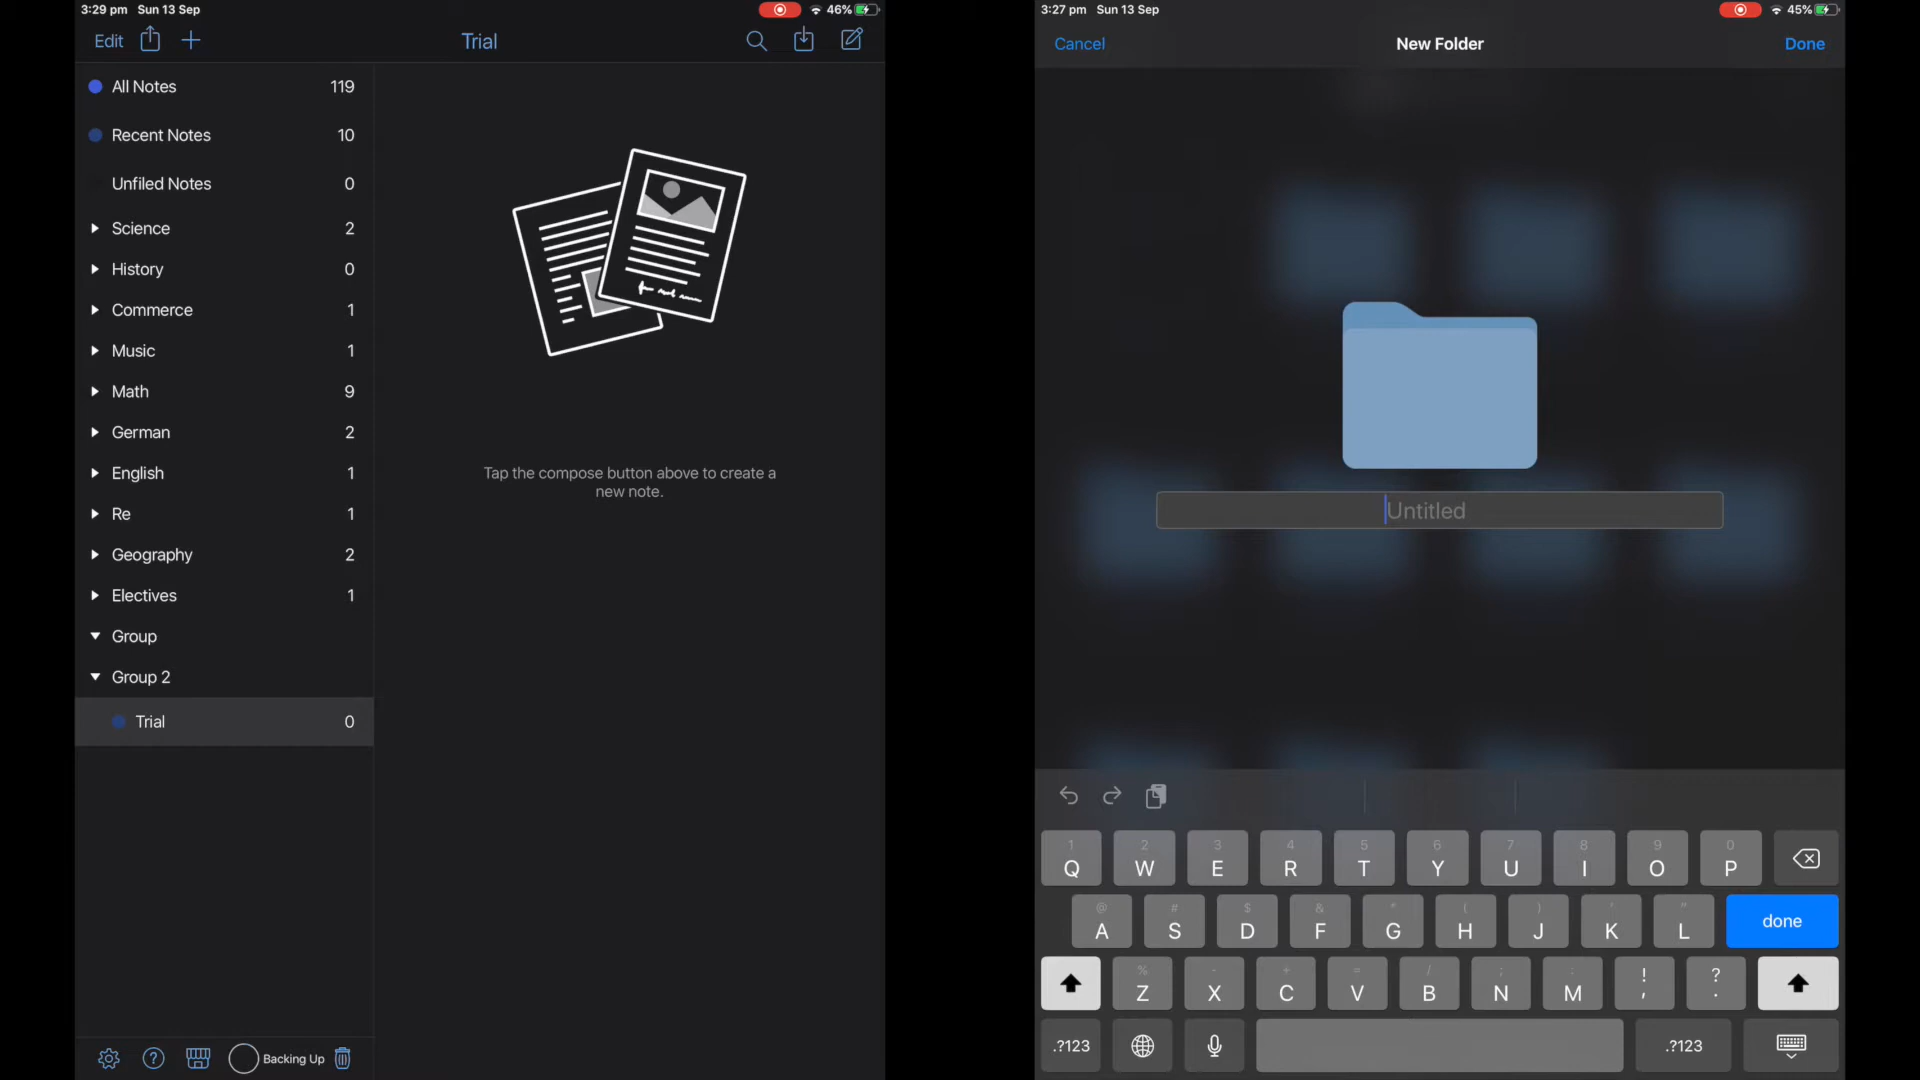 3:29 pm Sun 13 Sep
46%
Edit
Trial
All Notes 119
Recent Notes 10
Unfiled Notes 0
Science 2
History 0
Commerce 1
Music 1
Math 9
German 2
English 1
Re 1
Geography 2
Electives 1
Group
Group 2
Trial 0
Tap the compose button above to create a
new note.
? Backing Up
3:27 pm Sun 13 Sep
45%
Cancel New Folder Done
Untitled
1 2 3 4 5 6 7 8 9 0
Q W E R T Y U I O P
@ # $ & * ( ) ' "
A S D F G H J K L done
% - + = / ; : ! ?
Z X C V B N M , .
.?123 .?123